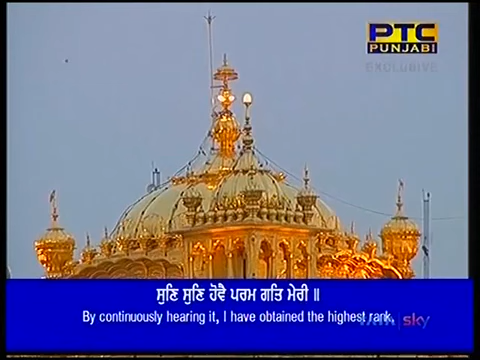 PTC
PUNJABI
EXCLUSIVE
ਸੁਣਿ ਸੁਣਿ ਹੋਵੈ ਪਰਮ ਗਤਿ ਮੇਰੀ ॥
By continuously hearing it, I have obtained the highest rank.
sky